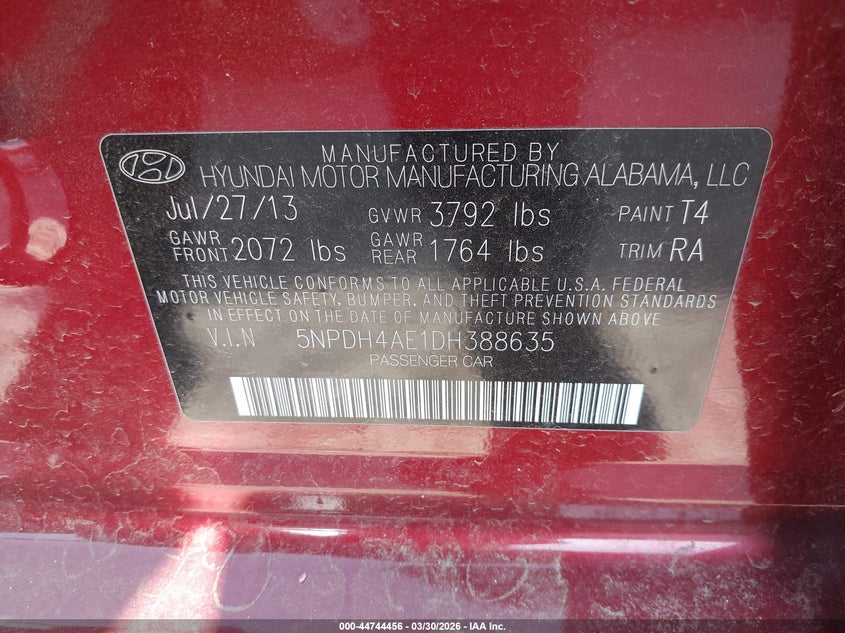 MANUFACTURED BY
HYUNDAI MOTOR MANUFACTURING ALABAMA, LLC
Jul/27/13 GVWR 3792 lbs PAINT T4
GAWR FRONT 2072 lbs GAWR REAR 1764 lbs TRIM RA
THIS VEHICLE CONFORMS TO ALL APPLICABLE U.S.A. FEDERAL
MOTOR VEHICLE SAFETY, BUMPER, AND THEFT PREVENTION STANDARDS
IN EFFECT ON THE DATE OF MANUFACTURE SHOWN ABOVE
V.I.N 5NPDH4AE1DH388635
PASSENGER CAR
000-44744456 — 03/30/2026 — IAA Inc.